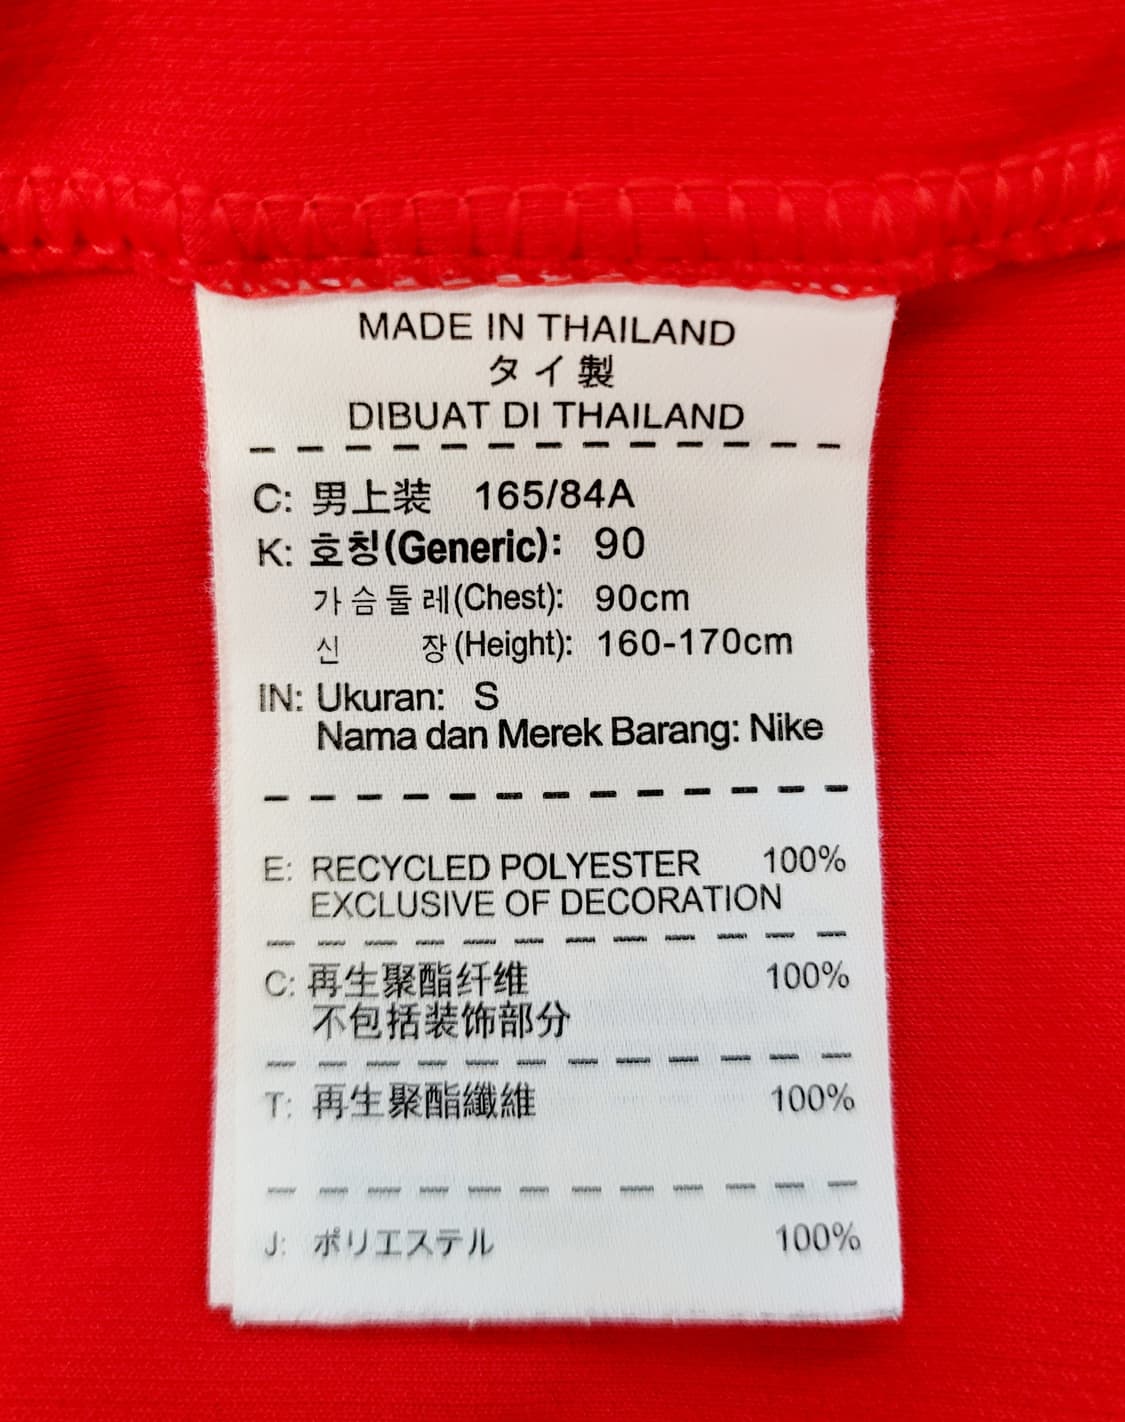 MADE IN THAILAND
タイ製
DIBUAT DI THAILAND
C: 男上装 165/84A
K: 호칭(Generic): 90
가슴둘레(Chest): 90cm
신 장(Height): 160-170cm
IN: Ukuran: S
Nama dan Merek Barang: Nike
E: RECYCLED POLYESTER 100%
EXCLUSIVE OF DECORATION
C: 再生聚酯纤维 100%
不包括装饰部分
T: 再生聚酯纖維 100%
J: ポリエステル 100%